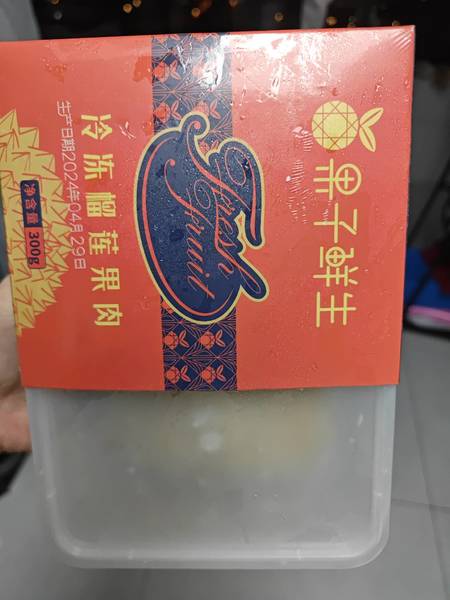 果子鲜生
Fresh
fruit
冷冻榴莲果肉
生产日期2024年04月29日
净含量 300g